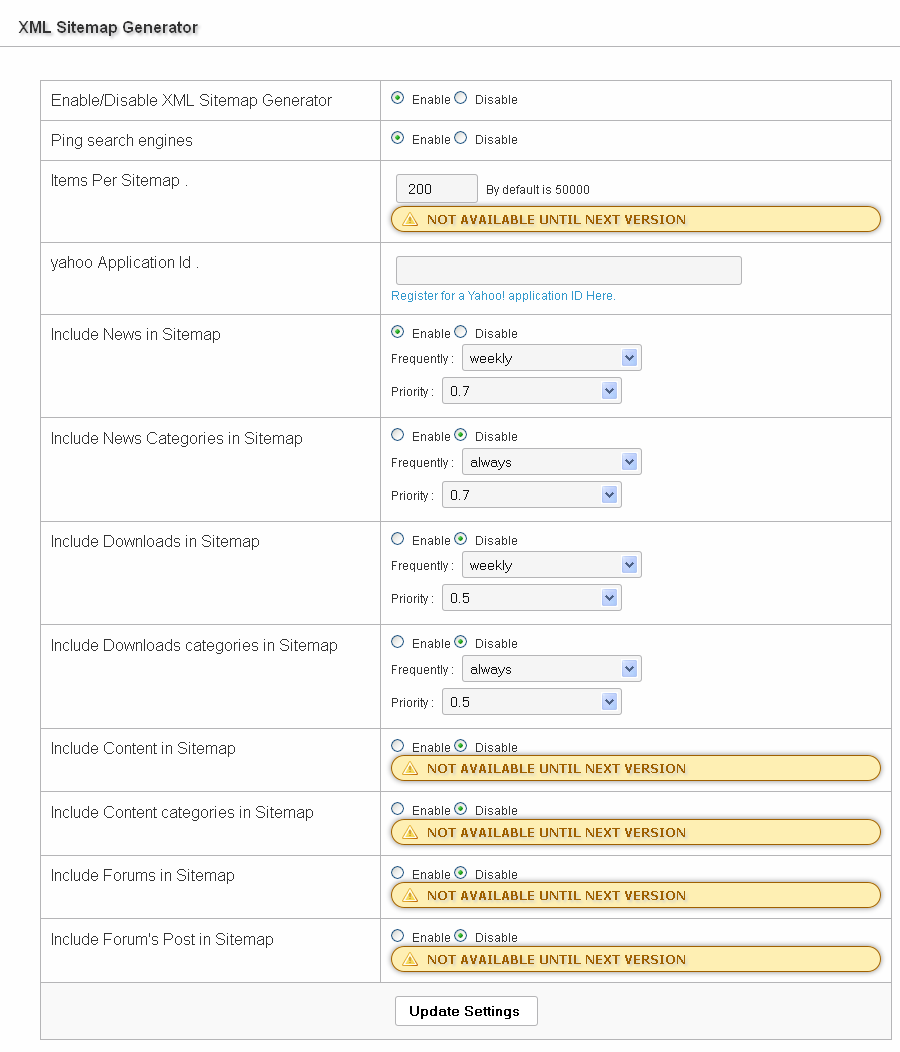 XML Sitemap Generator
Enable/Disable XML Sitemap Generator
Enable Disable
Ping search engines
Enable Disable
Items Per Sitemap .
200 By default is 50000
NOT AVAILABLE UNTIL NEXT VERSION
yahoo Application Id .
Register for a Yahoo! application ID Here.
Include News in Sitemap
Enable Disable
Frequently : weekly
Priority : 0.7
Include News Categories in Sitemap
Enable Disable
Frequently : always
Priority : 0.7
Include Downloads in Sitemap
Enable Disable
Frequently : weekly
Priority : 0.5
Include Downloads categories in Sitemap
Enable Disable
Frequently : always
Priority : 0.5
Include Content in Sitemap
Enable Disable
NOT AVAILABLE UNTIL NEXT VERSION
Include Content categories in Sitemap
Enable Disable
NOT AVAILABLE UNTIL NEXT VERSION
Include Forums in Sitemap
Enable Disable
NOT AVAILABLE UNTIL NEXT VERSION
Include Forum's Post in Sitemap
Enable Disable
NOT AVAILABLE UNTIL NEXT VERSION
Update Settings